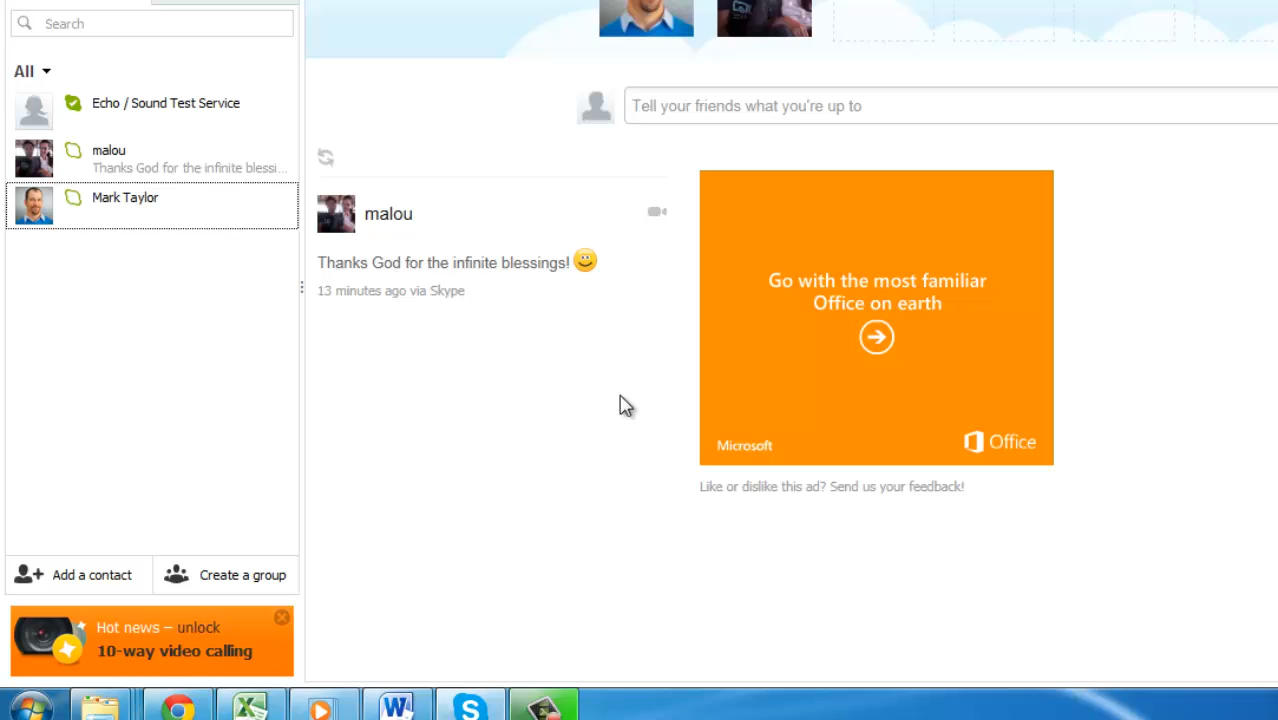 Search
All
Echo / Sound Test Service
malou
Thanks God for the infinite blessi...
Mark Taylor
Add a contact
Create a group
Hot news – unlock
10-way video calling
Tell your friends what you're up to
malou
Thanks God for the infinite blessings!
13 minutes ago via Skype
Go with the most familiar
Office on earth
Microsoft
Office
Like or dislike this ad? Send us your feedback!